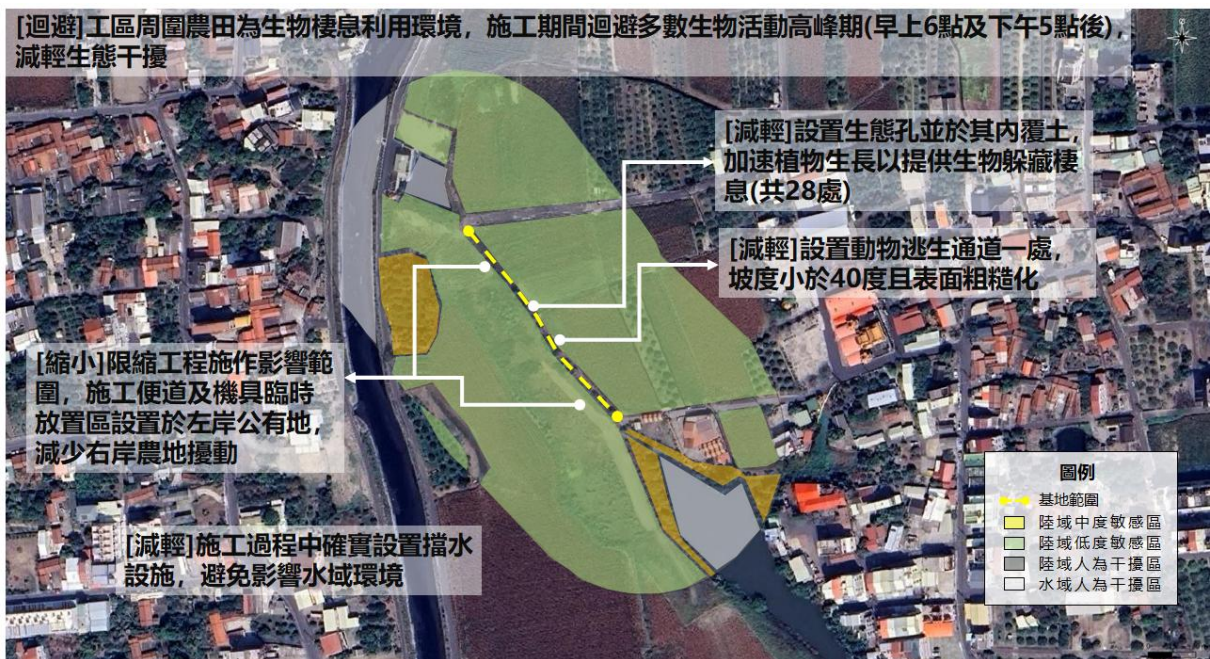 [迴避]工區周圍農田為生物棲息利用環境，施工期間迴避多數生物活動高峰期(早上6點及下午5點後)，
減輕生態干擾
[減輕]設置生態孔並於其內覆土，
加速植物生長以提供生物躲藏棲
息(共28處)
[減輕]設置動物逃生通道一處，
坡度小於40度且表面粗糙化
[縮小]限縮工程施作影響範
圍，施工便道及機具臨時
放置區設置於左岸公有地，
減少右岸農地擾動
[減輕]施工過程中確實設置擋水
設施，避免影響水域環境
圖例
基地範圍
陸域中度敏感區
陸域低度敏感區
陸域人為干擾區
水域人為干擾區